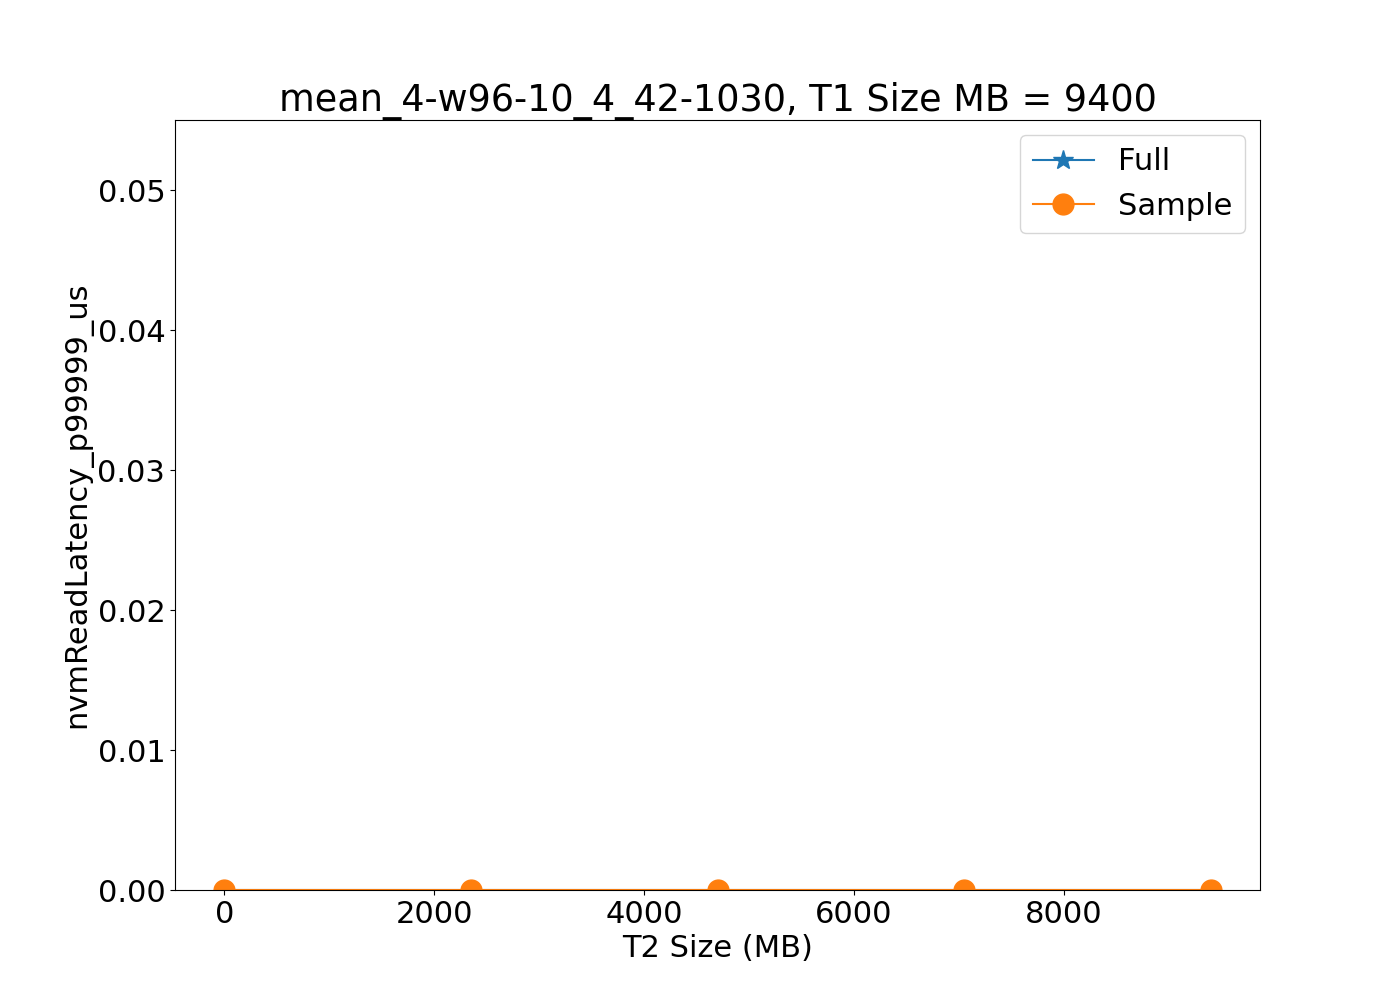 mean_4-w96-10_4_42-1030, T1 Size MB = 9400
Full
Sample
nvmReadLatency_p99999_us
0.05
0.04
0.03
0.02
0.01
0.00
0 2000 4000 6000 8000
T2 Size (MB)